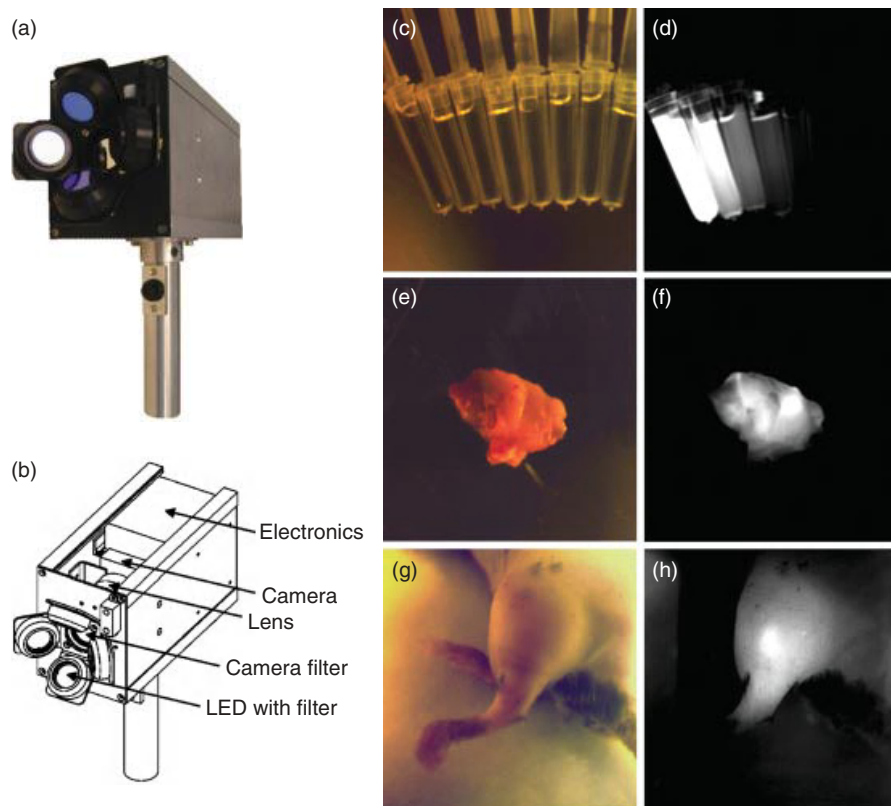 (a)
(b)
Electronics
Camera
Lens
Camera filter
LED with filter
(c)
(d)
(e)
(f)
(g)
(h)